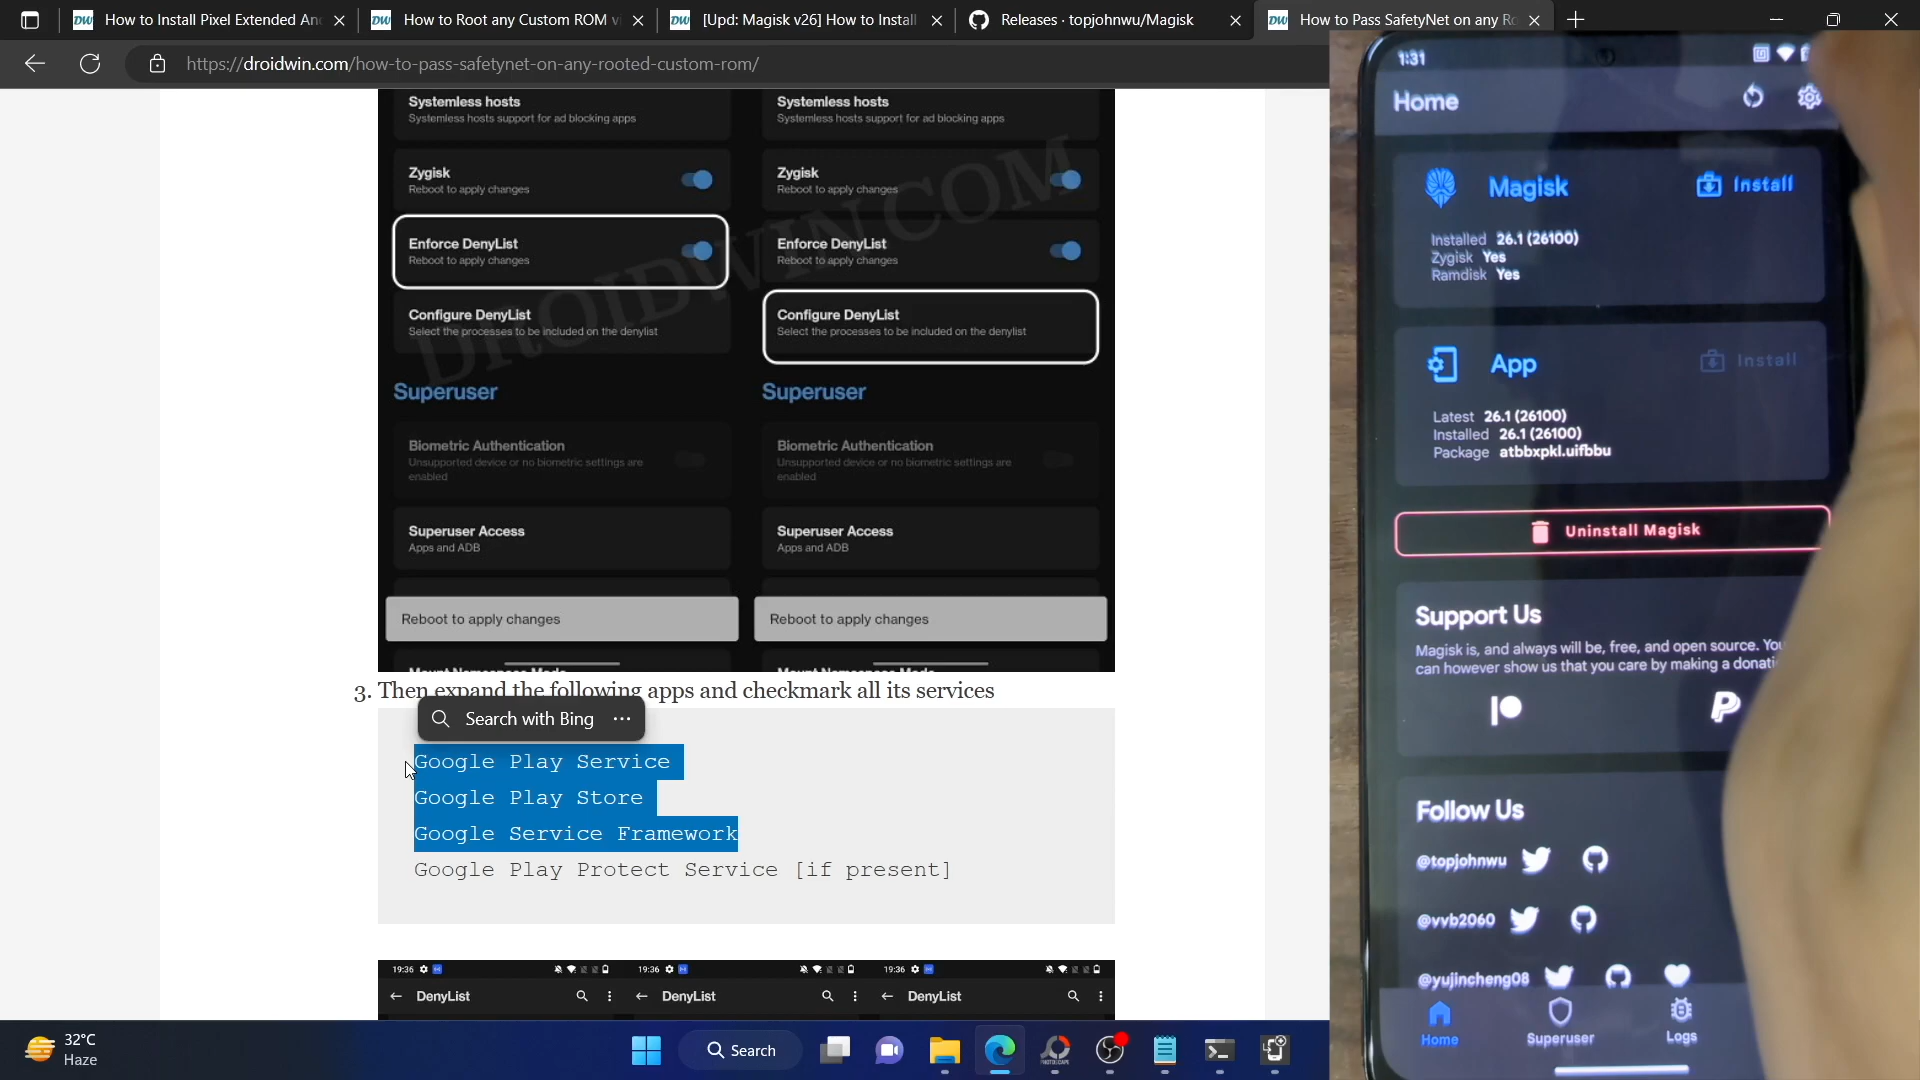 How to Install Pixel Extended An
How to Root any Custom ROM vi
[Upd: Magisk v26] How to Install
Releases · topjohnwu/Magisk
How to Pass SafetyNet on any Ro
https://droidwin.com/how-to-pass-safetynet-on-any-rooted-custom-rom/
Systemless hosts
Systemless hosts support for ad blocking apps
Zygisk
Reboot to apply changes
Enforce DenyList
Reboot to apply changes
Configure DenyList
Select the processes to be included on the denylist
Superuser
Biometric Authentication
Unsupported device or no biometric settings are
enabled
Superuser Access
Apps and ADB
Reboot to apply changes
Mount Namespace Mode
Systemless hosts
Systemless hosts support for ad blocking apps
Zygisk
Reboot to apply changes
Enforce DenyList
Reboot to apply changes
Configure DenyList
Select the processes to be included on the denylist
Superuser
Biometric Authentication
Unsupported device or no biometric settings are
enabled
Superuser Access
Apps and ADB
Reboot to apply changes
Mount Namespace Mode
DROIDWIN.COM
3. Then expand the following apps and checkmark all its services
Search with Bing ···
Google Play Service
Google Play Store
Google Service Framework
Google Play Protect Service [if present]
19:36
DenyList
19:36
DenyList
19:36
DenyList
32°C
Haze
Search
1:31
Home
Magisk
Install
Installed 26.1 (26100)
Zygisk Yes
Ramdisk Yes
App
Install
Latest 26.1 (26100)
Installed 26.1 (26100)
Package atbbxpkl.uifbbu
Uninstall Magisk
Support Us
Magisk is, and always will be, free, and open source. You
can however show us that you care by making a donati
Follow Us
@topjohnwu
@vvb2060
@yujincheng08
Home
Superuser
Logs